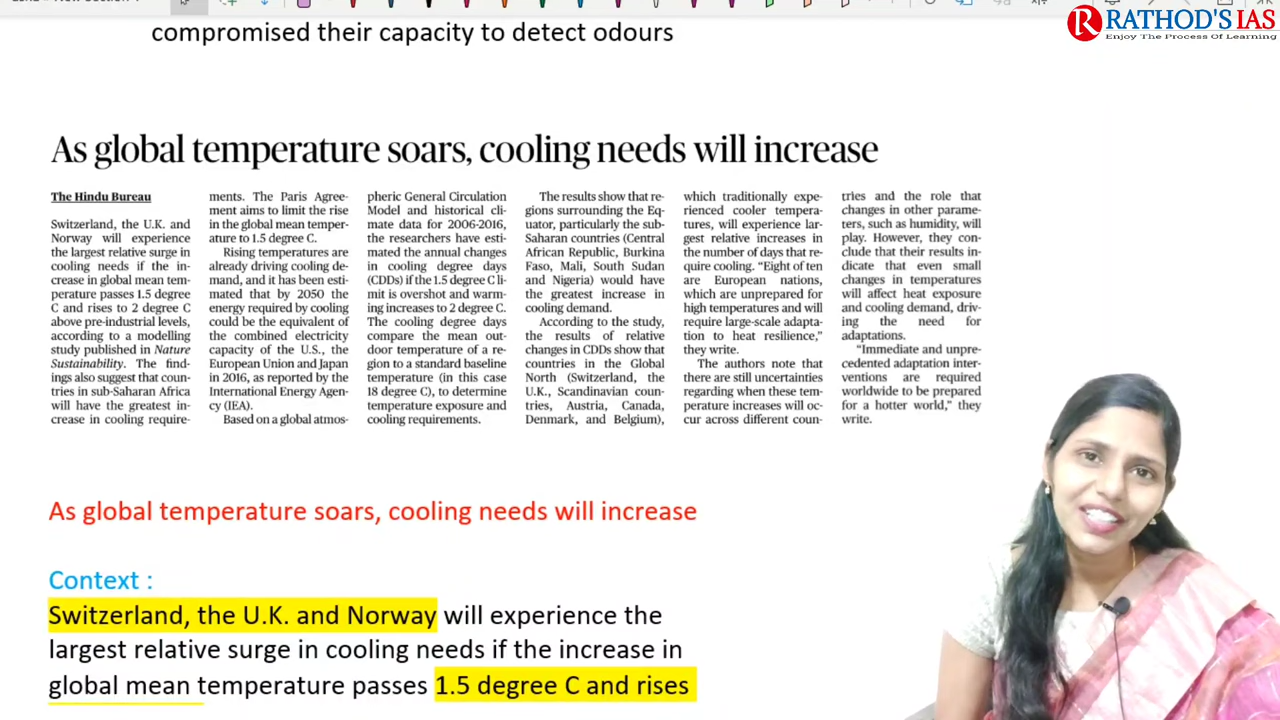 RATHOD'S IAS
Enjoy The Process Of Learning
compromised their capacity to detect odours
As global temperature soars, cooling needs will increase
The Hindu Bureau
Switzerland, the U.K. and
Norway will experience
the largest relative surge in
cooling needs if the in-
crease in global mean tem-
perature passes 1.5 degree
C and rises to 2 degree C
above pre-industrial levels,
according to a modelling
study published in Nature
Sustainability. The find-
ings also suggest that coun-
tries in sub-Saharan Africa
will have the greatest in-
crease in cooling require-
ments. The Paris Agree-
ment aims to limit the rise
in the global mean temper-
ature to 1.5 degree C.
Rising temperatures are
already driving cooling de-
mand, and it has been esti-
mated that by 2050 the
energy required by cooling
could be the equivalent of
the combined electricity
capacity of the U.S., the
European Union and Japan
in 2016, as reported by the
International Energy Agen-
cy (IEA).
Based on a global atmos-
pheric General Circulation
Model and historical cli-
mate data for 2006-2016,
the researchers have esti-
mated the annual changes
in cooling degree days
(CDDs) if the 1.5 degree C li-
mit is overshot and warm-
ing increases to 2 degree C.
The cooling degree days
compare the mean out-
door temperature of a re-
gion to a standard baseline
temperature (in this case
18 degree C), to determine
temperature exposure and
cooling requirements.
The results show that re-
gions surrounding the Eq-
uator, particularly the sub-
Saharan countries (Central
African Republic, Burkina
Faso, Mali, South Sudan
and Nigeria) would have
the greatest increase in
cooling demand.
According to the study,
the results of relative
changes in CDDs show that
countries in the Global
North (Switzerland, the
U.K., Scandinavian coun-
tries, Austria, Canada,
Denmark, and Belgium),
which traditionally expe-
rienced cooler tempera-
tures, will experience lar-
gest relative increases in
the number of days that re-
quire cooling. “Eight of ten
are European nations,
which are unprepared for
high temperatures and will
require large-scale adapta-
tion to heat resilience,”
they write.
The authors note that
there are still uncertainties
regarding when these tem-
perature increases will oc-
cur across different coun-
tries and the role that
changes in other parame-
ters, such as humidity, will
play. However, they con-
clude that their results in-
dicate that even small
changes in temperatures
will affect heat exposure
and cooling demand, driv-
ing the need for
adaptations.
“Immediate and unpre-
cedented adaptation inter-
ventions are required
worldwide to be prepared
for a hotter world,” they
write.
As global temperature soars, cooling needs will increase
Context :
Switzerland, the U.K. and Norway will experience the
largest relative surge in cooling needs if the increase in
global mean temperature passes 1.5 degree C and rises